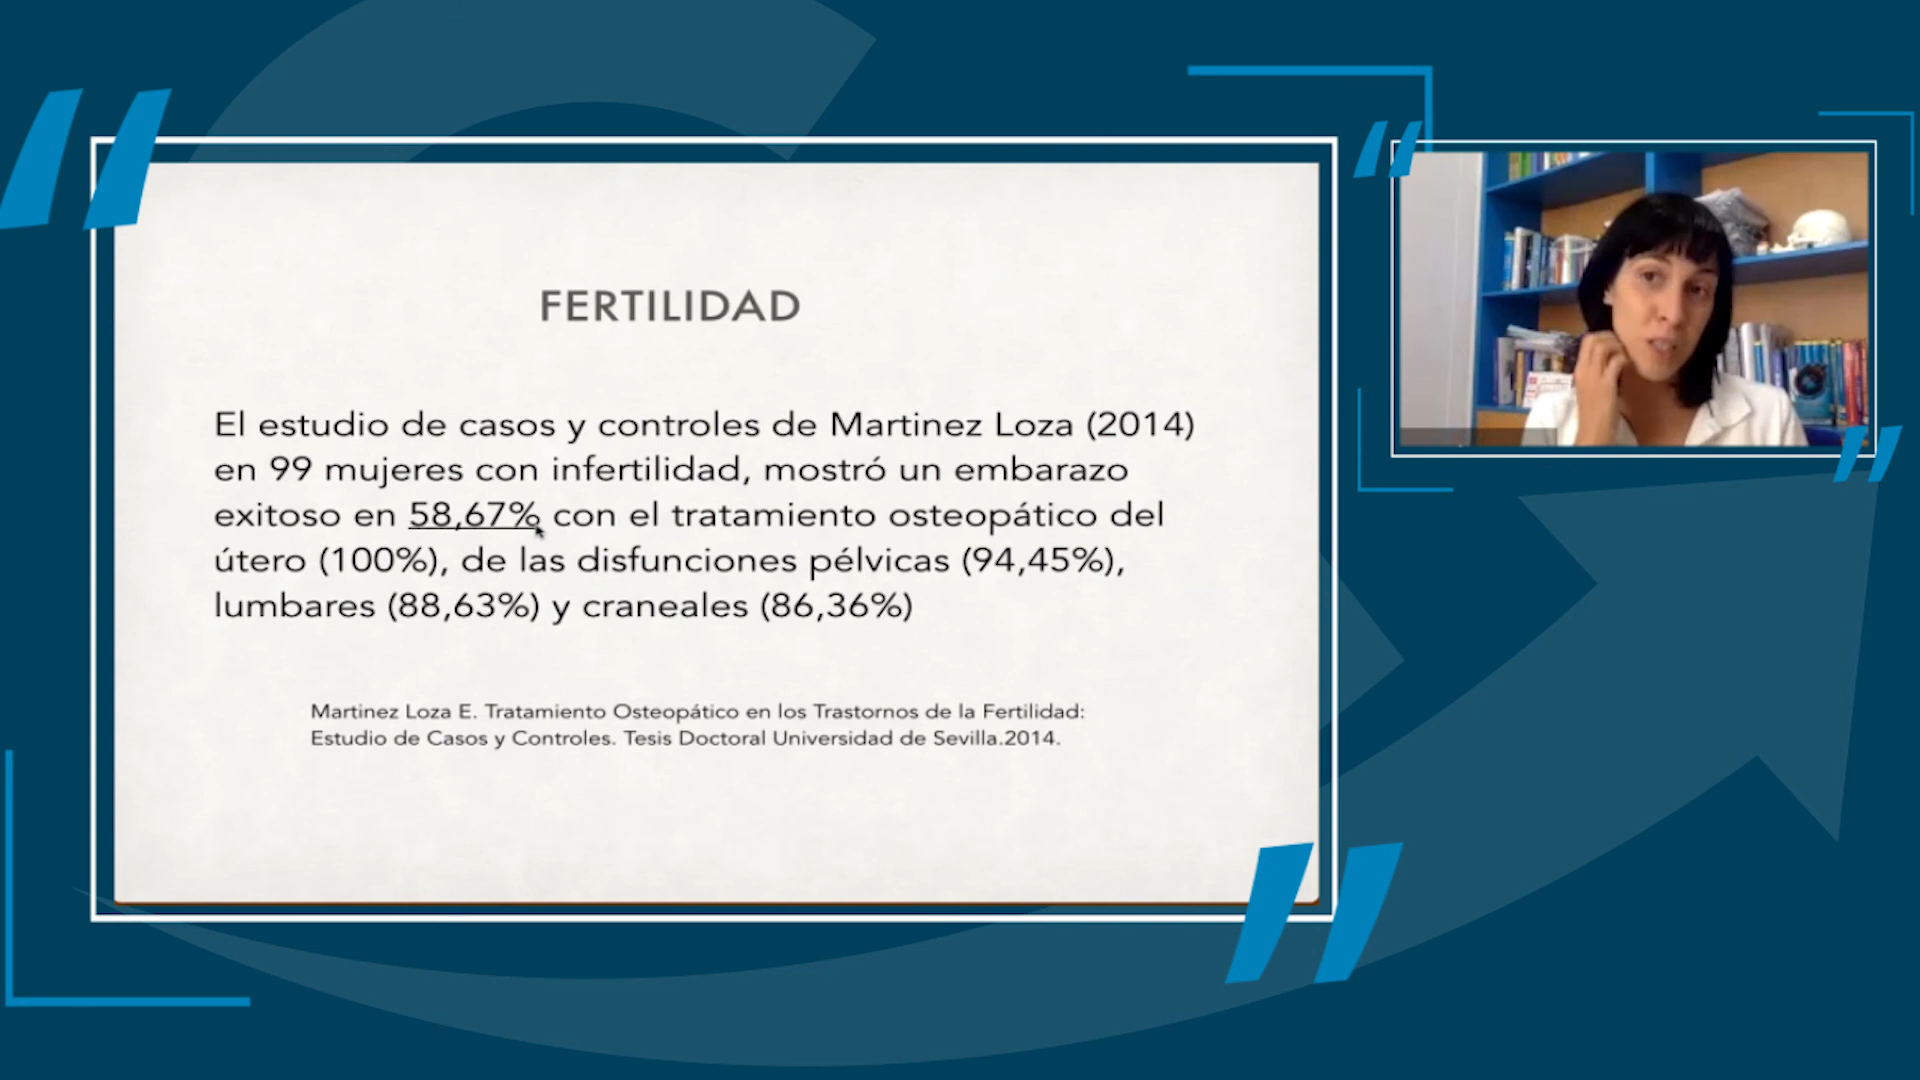 FERTILIDAD
El estudio de casos y controles de Martinez Loza (2014)
en 99 mujeres con infertilidad, mostró un embarazo
exitoso en 58,67% con el tratamiento osteopático del
útero (100%), de las disfunciones pélvicas (94,45%),
lumbares (88,63%) y craneales (86,36%)
Martinez Loza E. Tratamiento Osteopático en los Trastornos de la Fertilidad:
Estudio de Casos y Controles. Tesis Doctoral Universidad de Sevilla.2014.